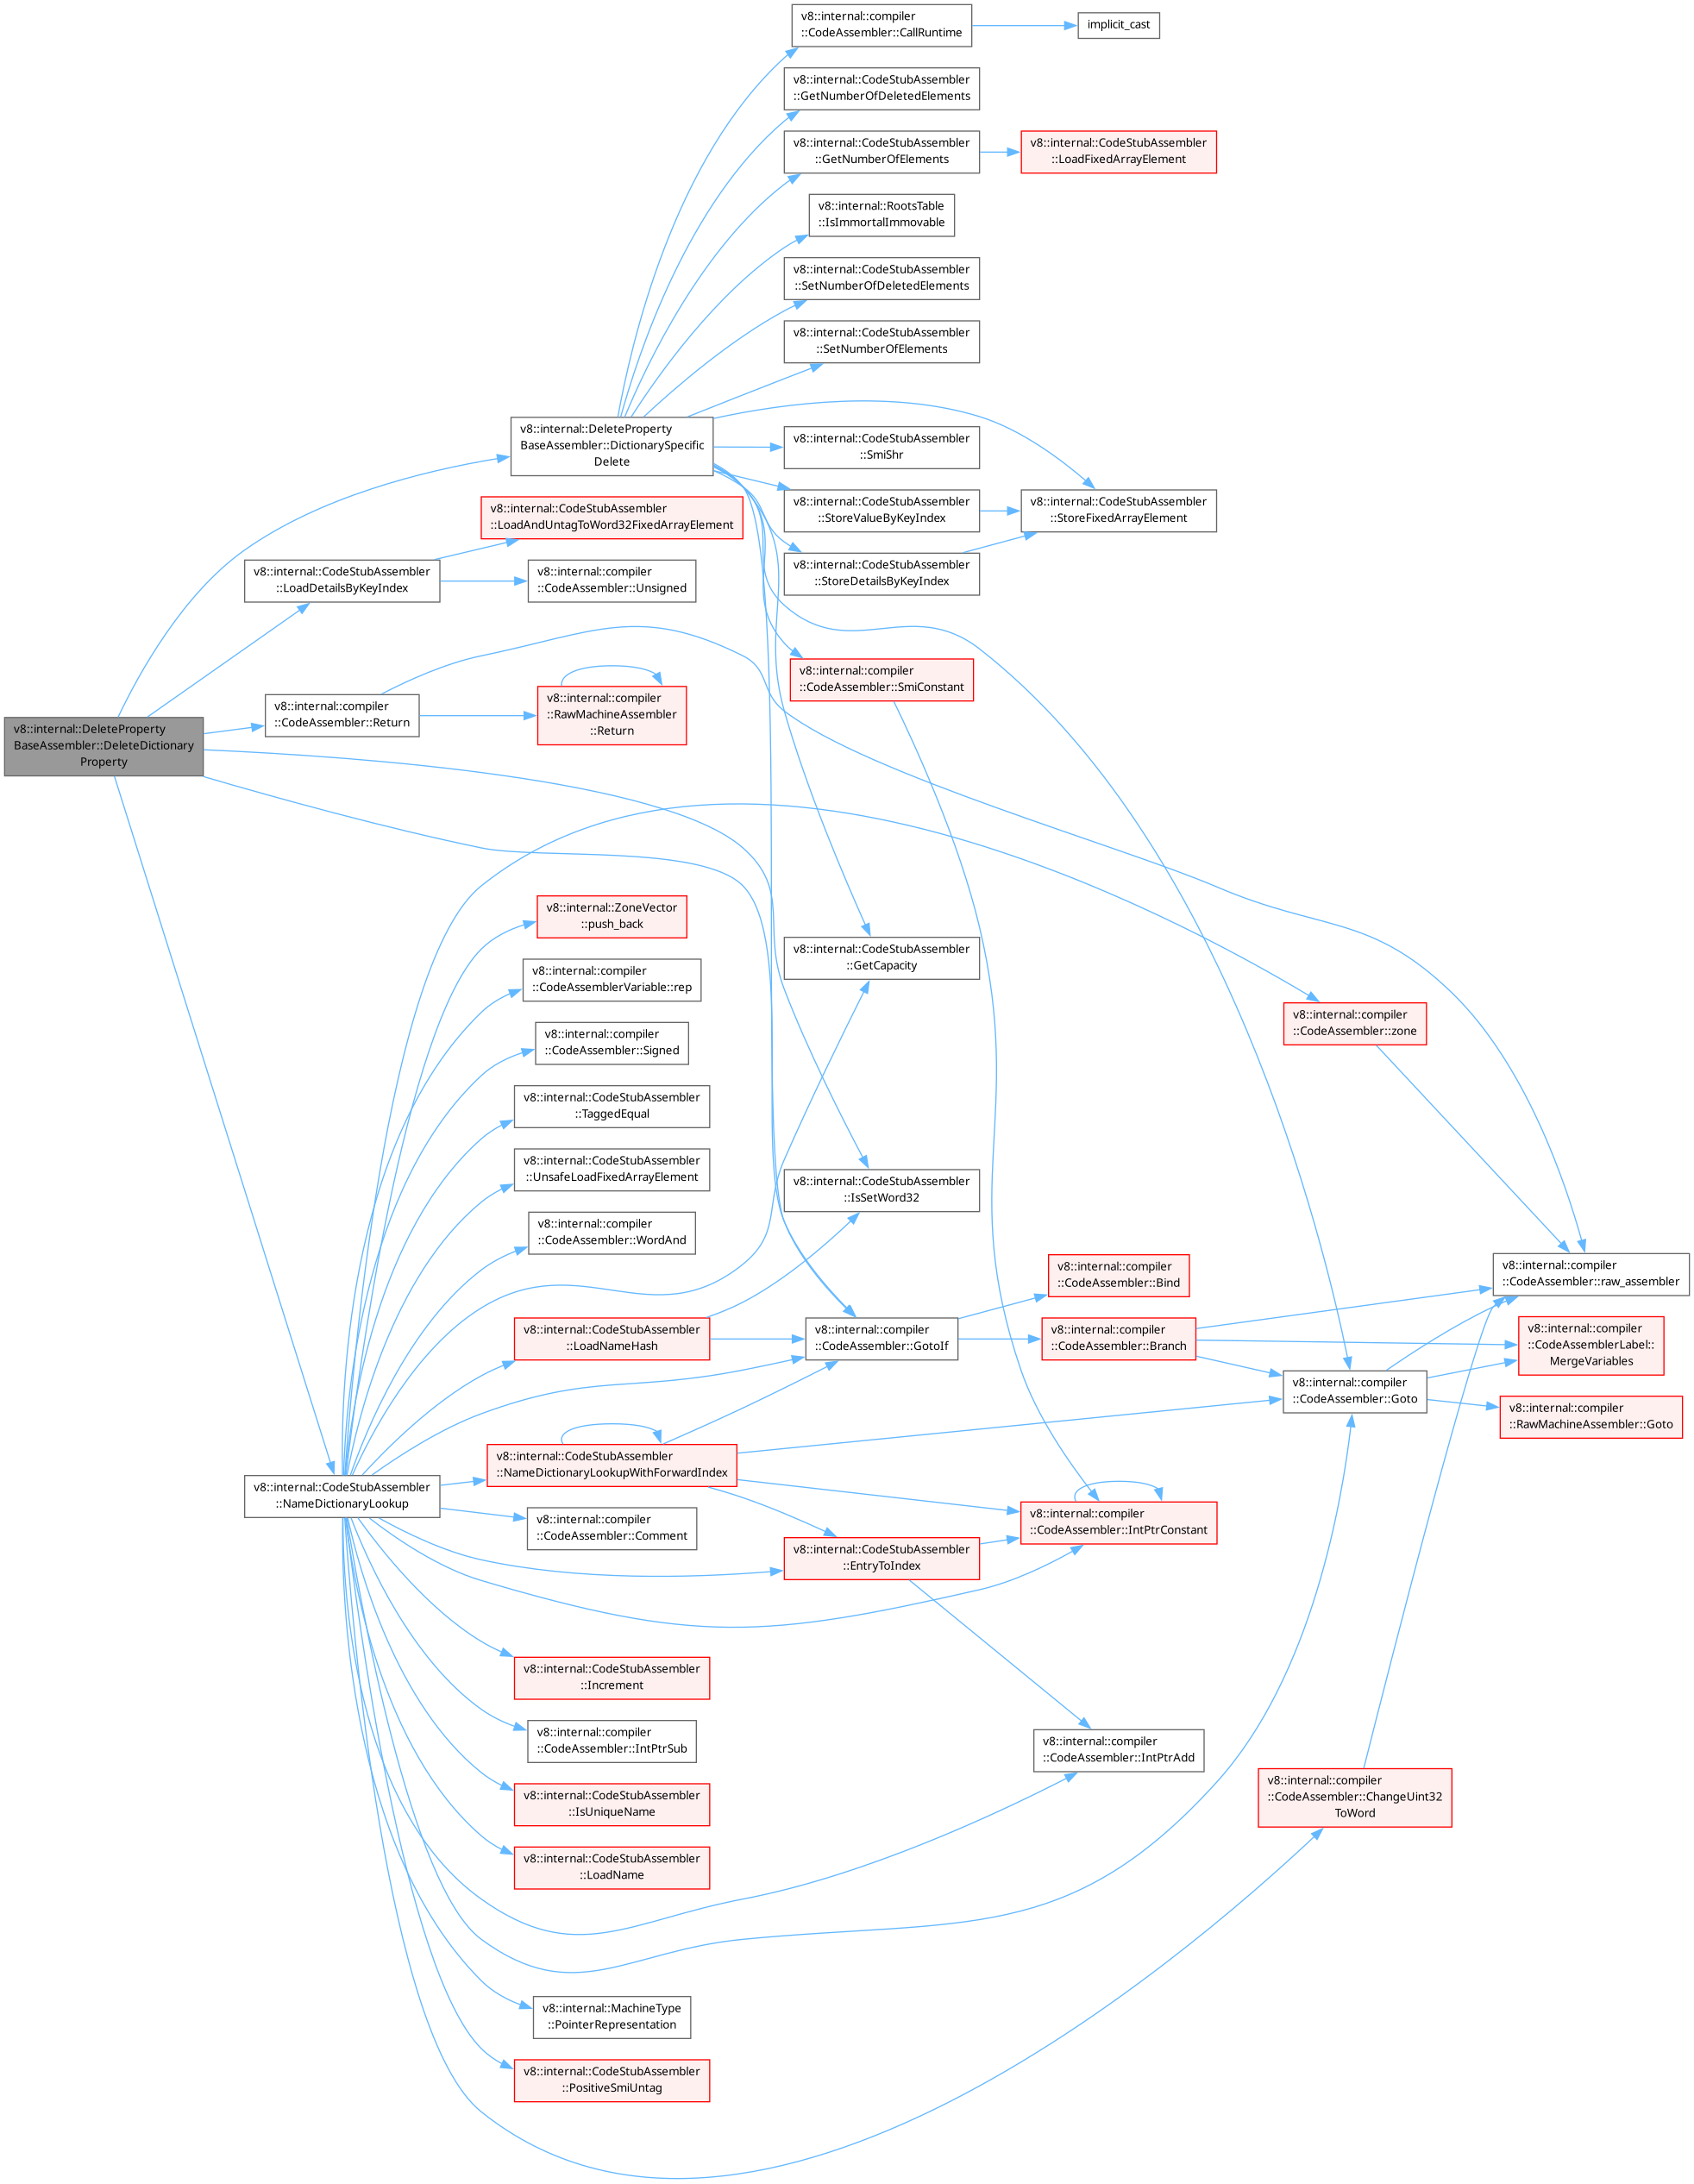 v8::internal::compiler
::CodeAssembler::CallRuntime
implicit_cast
v8::internal::CodeStubAssembler
::GetNumberOfDeletedElements
v8::internal::CodeStubAssembler
::GetNumberOfElements
v8::internal::CodeStubAssembler
::LoadFixedArrayElement
v8::internal::RootsTable
::IsImmortalImmovable
v8::internal::CodeStubAssembler
::SetNumberOfDeletedElements
v8::internal::CodeStubAssembler
::SetNumberOfElements
v8::internal::DeleteProperty
BaseAssembler::DictionarySpecific
Delete
v8::internal::CodeStubAssembler
::SmiShr
v8::internal::CodeStubAssembler
::StoreValueByKeyIndex
v8::internal::CodeStubAssembler
::StoreFixedArrayElement
v8::internal::CodeStubAssembler
::LoadAndUntagToWord32FixedArrayElement
v8::internal::CodeStubAssembler
::StoreDetailsByKeyIndex
v8::internal::CodeStubAssembler
::LoadDetailsByKeyIndex
v8::internal::compiler
::CodeAssembler::Unsigned
v8::internal::compiler
::CodeAssembler::SmiConstant
v8::internal::compiler
::CodeAssembler::Return
v8::internal::compiler
::RawMachineAssembler
::Return
v8::internal::DeleteProperty
BaseAssembler::DeleteDictionary
Property
v8::internal::ZoneVector
::push_back
v8::internal::CodeStubAssembler
::GetCapacity
v8::internal::compiler
::CodeAssemblerVariable::rep
v8::internal::compiler
::CodeAssembler::zone
v8::internal::compiler
::CodeAssembler::Signed
v8::internal::CodeStubAssembler
::TaggedEqual
v8::internal::CodeStubAssembler
::UnsafeLoadFixedArrayElement
v8::internal::CodeStubAssembler
::IsSetWord32
v8::internal::compiler
::CodeAssembler::WordAnd
v8::internal::compiler
::CodeAssembler::Bind
v8::internal::compiler
::CodeAssembler::raw_assembler
v8::internal::CodeStubAssembler
::LoadNameHash
v8::internal::compiler
::CodeAssembler::GotoIf
v8::internal::compiler
::CodeAssembler::Branch
v8::internal::compiler
::CodeAssemblerLabel::
MergeVariables
v8::internal::compiler
::CodeAssembler::Goto
v8::internal::compiler
::RawMachineAssembler::Goto
v8::internal::CodeStubAssembler
::NameDictionaryLookupWithForwardIndex
v8::internal::CodeStubAssembler
::NameDictionaryLookup
v8::internal::compiler
::CodeAssembler::Comment
v8::internal::compiler
::CodeAssembler::IntPtrConstant
v8::internal::CodeStubAssembler
::EntryToIndex
v8::internal::CodeStubAssembler
::Increment
v8::internal::compiler
::CodeAssembler::IntPtrSub
v8::internal::compiler
::CodeAssembler::IntPtrAdd
v8::internal::CodeStubAssembler
::IsUniqueName
v8::internal::compiler
::CodeAssembler::ChangeUint32
ToWord
v8::internal::CodeStubAssembler
::LoadName
v8::internal::MachineType
::PointerRepresentation
v8::internal::CodeStubAssembler
::PositiveSmiUntag